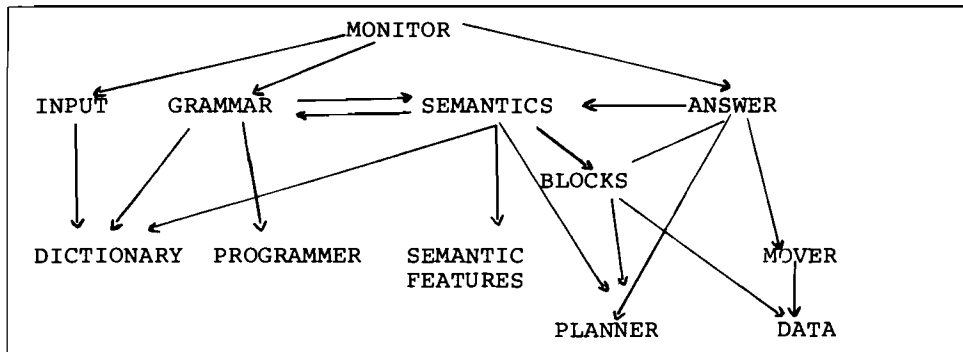 MONITOR
INPUT GRAMMAR SEMANTICS ANSWER
BLOCKS
DICTIONARY PROGRAMMER SEMANTIC MOVER
FEATURES
PLANNER DATA